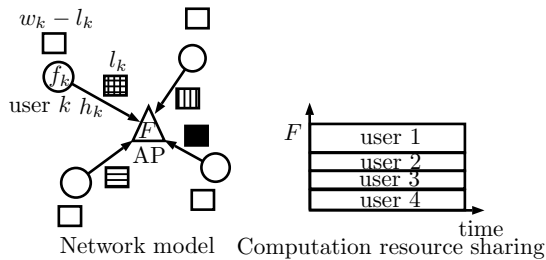 w_k − l_k
l_k
f_k
user k h_k
F
AP
Network model
F
user 1
user 2
user 3
user 4
time
Computation resource sharing